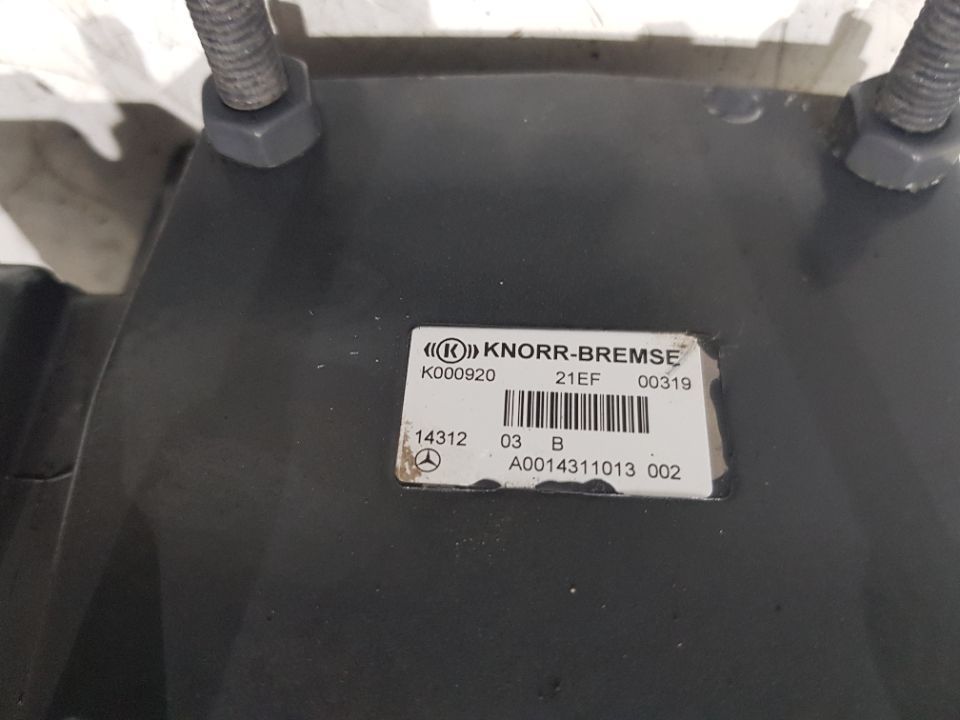 K KNORR-BREMSE
K000920 21EF 00319
14312 03 B
A0014311013 002